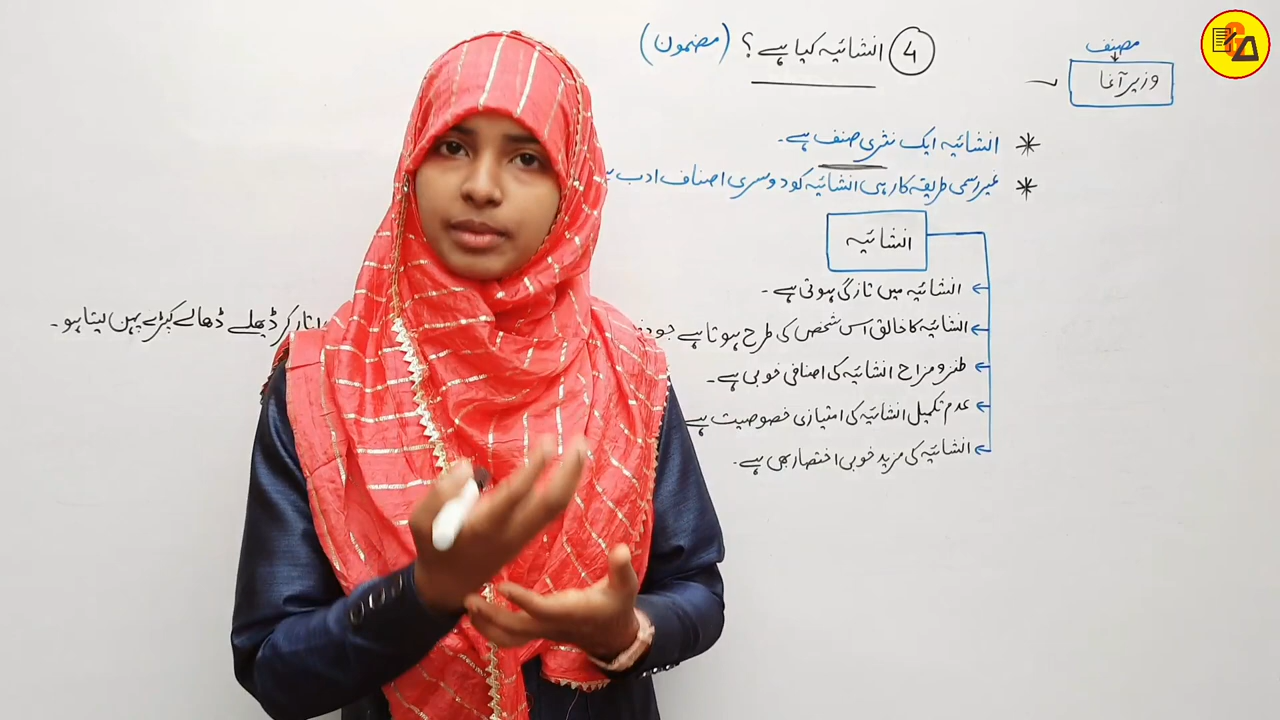 ④ انشائیہ کیا ہے؟ (مضمون)
مصنف
وزیر آغا
انشائیہ ایک نثری صنف ہے۔
غیر رسمی طریقہ کار ہی انشائیہ کو دوسری اصناف ادب
انشائیہ
انشائیہ میں تازگی ہوتی ہے۔
انشائیہ کا خالق اس شخص کی طرح ہوتا ہے جو اتار کر ڈھیلے ڈھالے کپڑے پہن لیتا ہو۔
طنز و مزاح انشائیہ کی اضافی خوبی ہے۔
عدم تکمیل انشائیہ کی امتیازی خصوصیت ہے
انشائیہ کی مزید خوبی اختصار بھی ہے۔